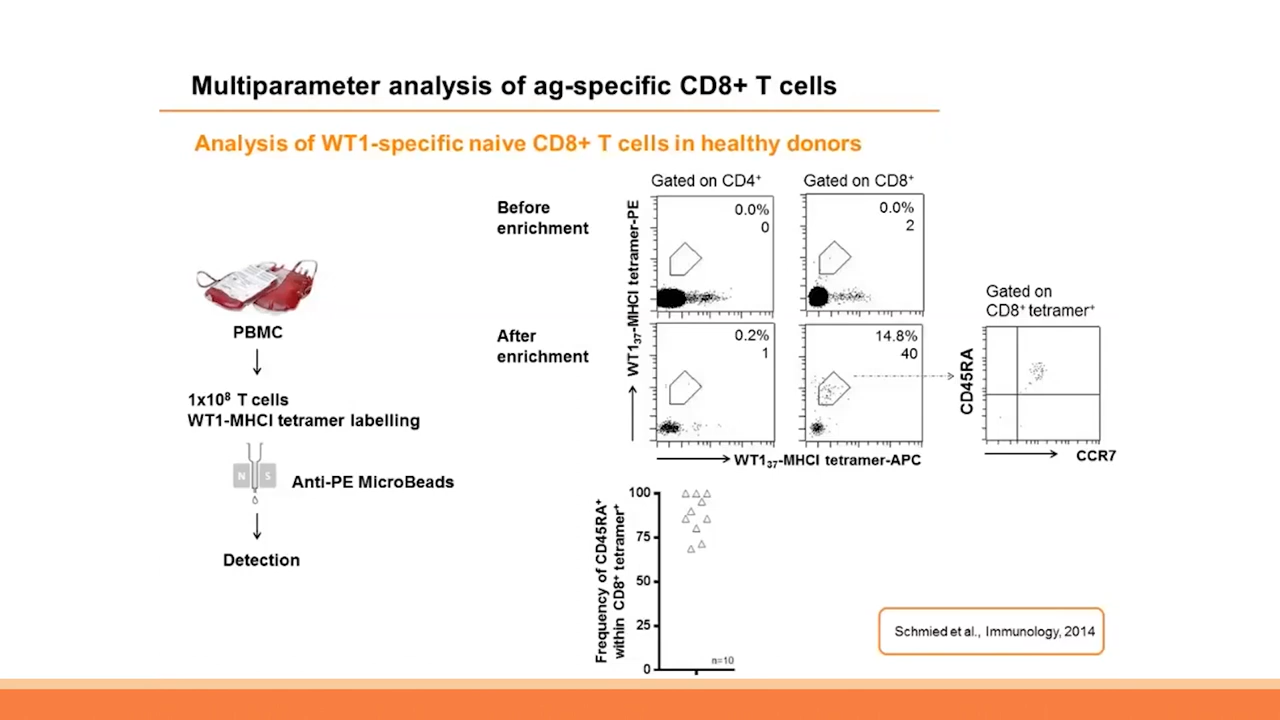 Multiparameter analysis of ag-specific CD8+ T cells
Analysis of WT1-specific naive CD8+ T cells in healthy donors
PBMC
1x10⁸ T cells
WT1-MHCI tetramer labelling
N S
Anti-PE MicroBeads
Detection
Before
enrichment
After
enrichment
Gated on CD4⁺
Gated on CD8⁺
WT1₃₇-MHCI tetramer-PE
0.0%
0
0.0%
2
0.2%
1
14.8%
40
WT1₃₇-MHCI tetramer-APC
Gated on
CD8⁺ tetramer⁺
CD45RA
CCR7
Frequency of CD45RA⁺
within CD8⁺ tetramer⁺
100
75
50
25
0
n=10
Schmied et al., Immunology, 2014